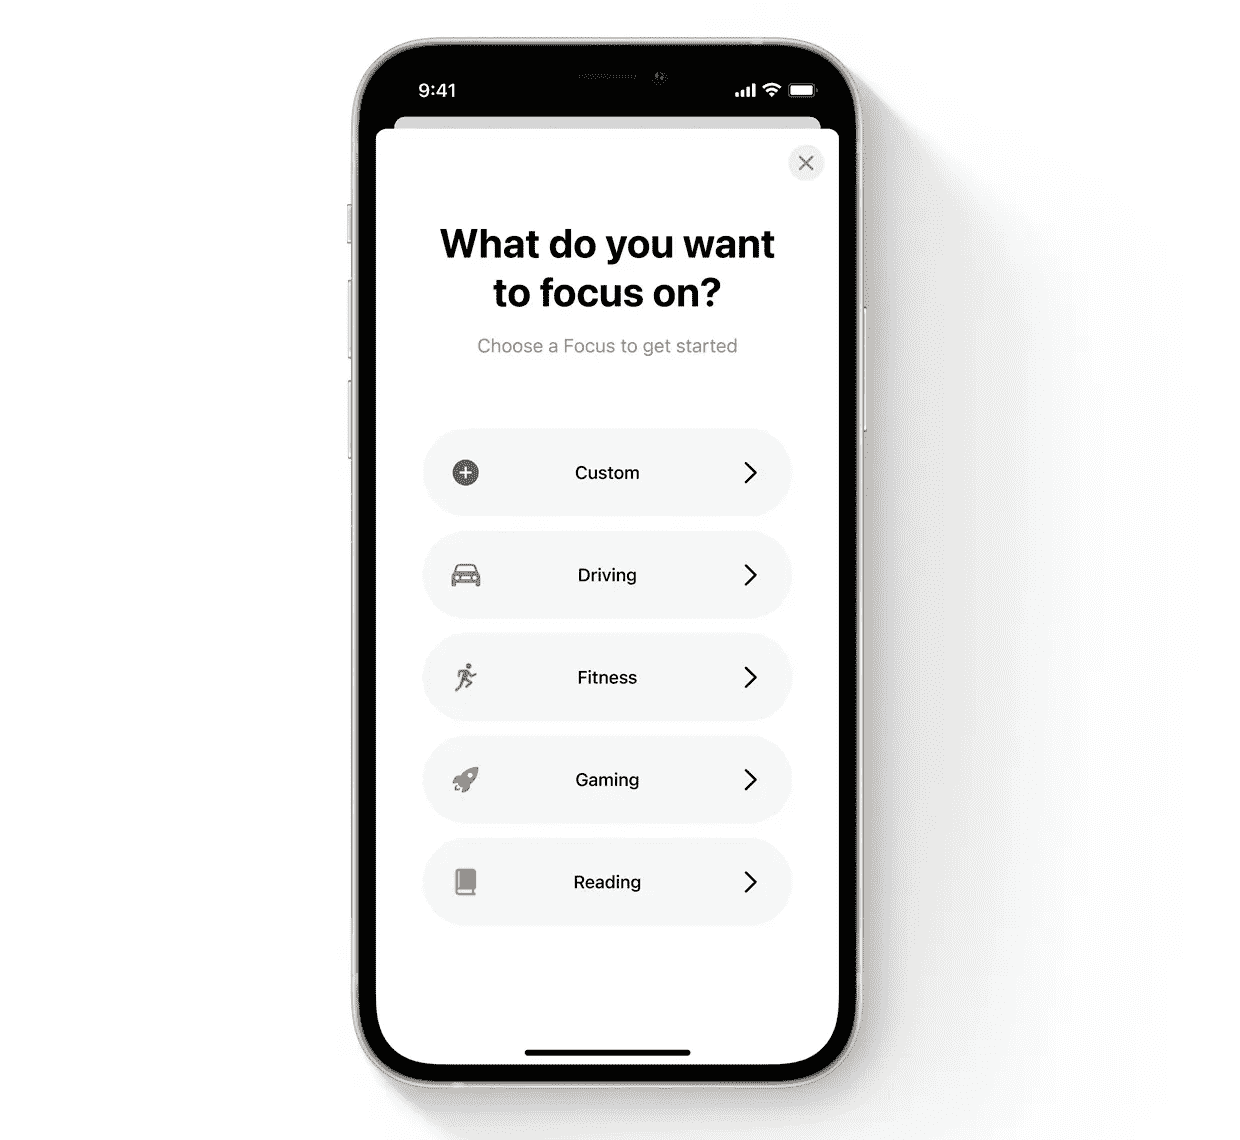 9:41
What do you want
to focus on?
Choose a Focus to get started
Custom
Driving
Fitness
Gaming
Reading